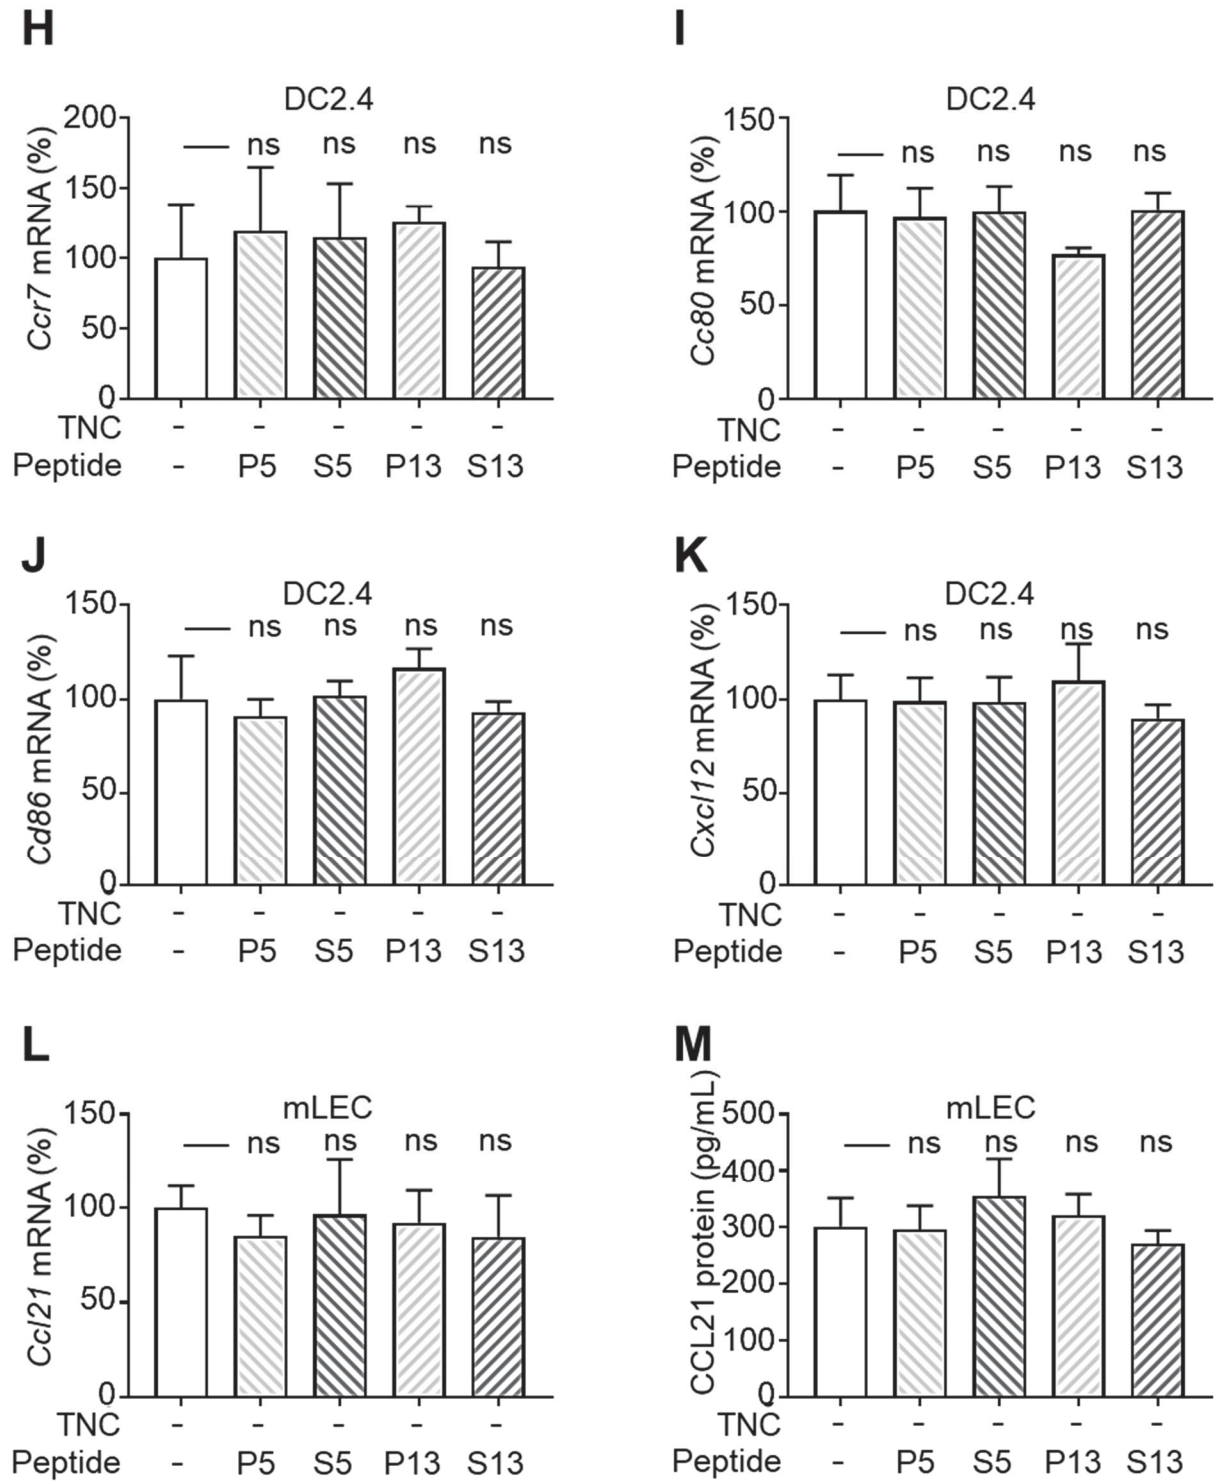 H
DC2.4
Ccr7 mRNA (%)
200
150
100
50
0
ns ns ns ns
TNC - - - - -
Peptide - P5 S5 P13 S13
I
DC2.4
Cc80 mRNA (%)
150
100
50
0
ns ns ns ns
TNC - - - - -
Peptide - P5 S5 P13 S13
J
DC2.4
Cd86 mRNA (%)
150
100
50
0
ns ns ns ns
TNC - - - - -
Peptide - P5 S5 P13 S13
K
DC2.4
Cxcl12 mRNA (%)
150
100
50
0
ns ns ns ns
TNC - - - - -
Peptide - P5 S5 P13 S13
L
mLEC
Ccl21 mRNA (%)
150
100
50
0
ns ns ns ns
TNC - - - - -
Peptide - P5 S5 P13 S13
M
mLEC
CCL21 protein (pg/mL)
500
400
300
200
100
0
ns ns ns ns
TNC - - - - -
Peptide - P5 S5 P13 S13